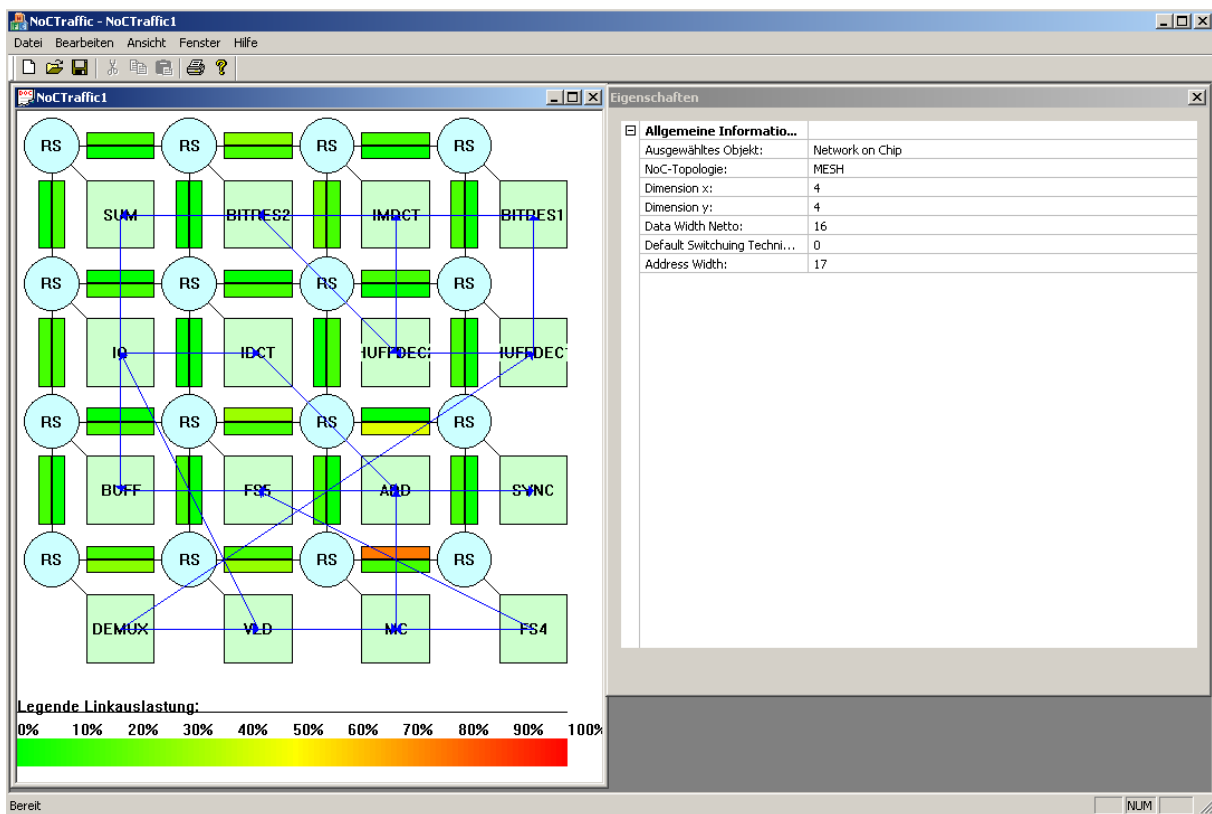 NoCTraffic - NoCTraffic1
Datei Bearbeiten Ansicht Fenster Hilfe
NoCTraffic1
RS RS RS RS
SUM BITRES2 IMDCT BITRES1
RS RS RS RS
IQ IDCT HUFFDEC2 HUFFDEC1
RS RS RS RS
BUFF FS5 ADD SYNC
RS RS RS RS
DEMUX VLD MC FS4
Legende Linkauslastung:
0% 10% 20% 30% 40% 50% 60% 70% 80% 90% 100%
Eigenschaften
Allgemeine Informatio...
Ausgewähltes Objekt: Network on Chip
NoC-Topologie: MESH
Dimension x: 4
Dimension y: 4
Data Width Netto: 16
Default Switchuing Techni... 0
Address Width: 17
Bereit NUM